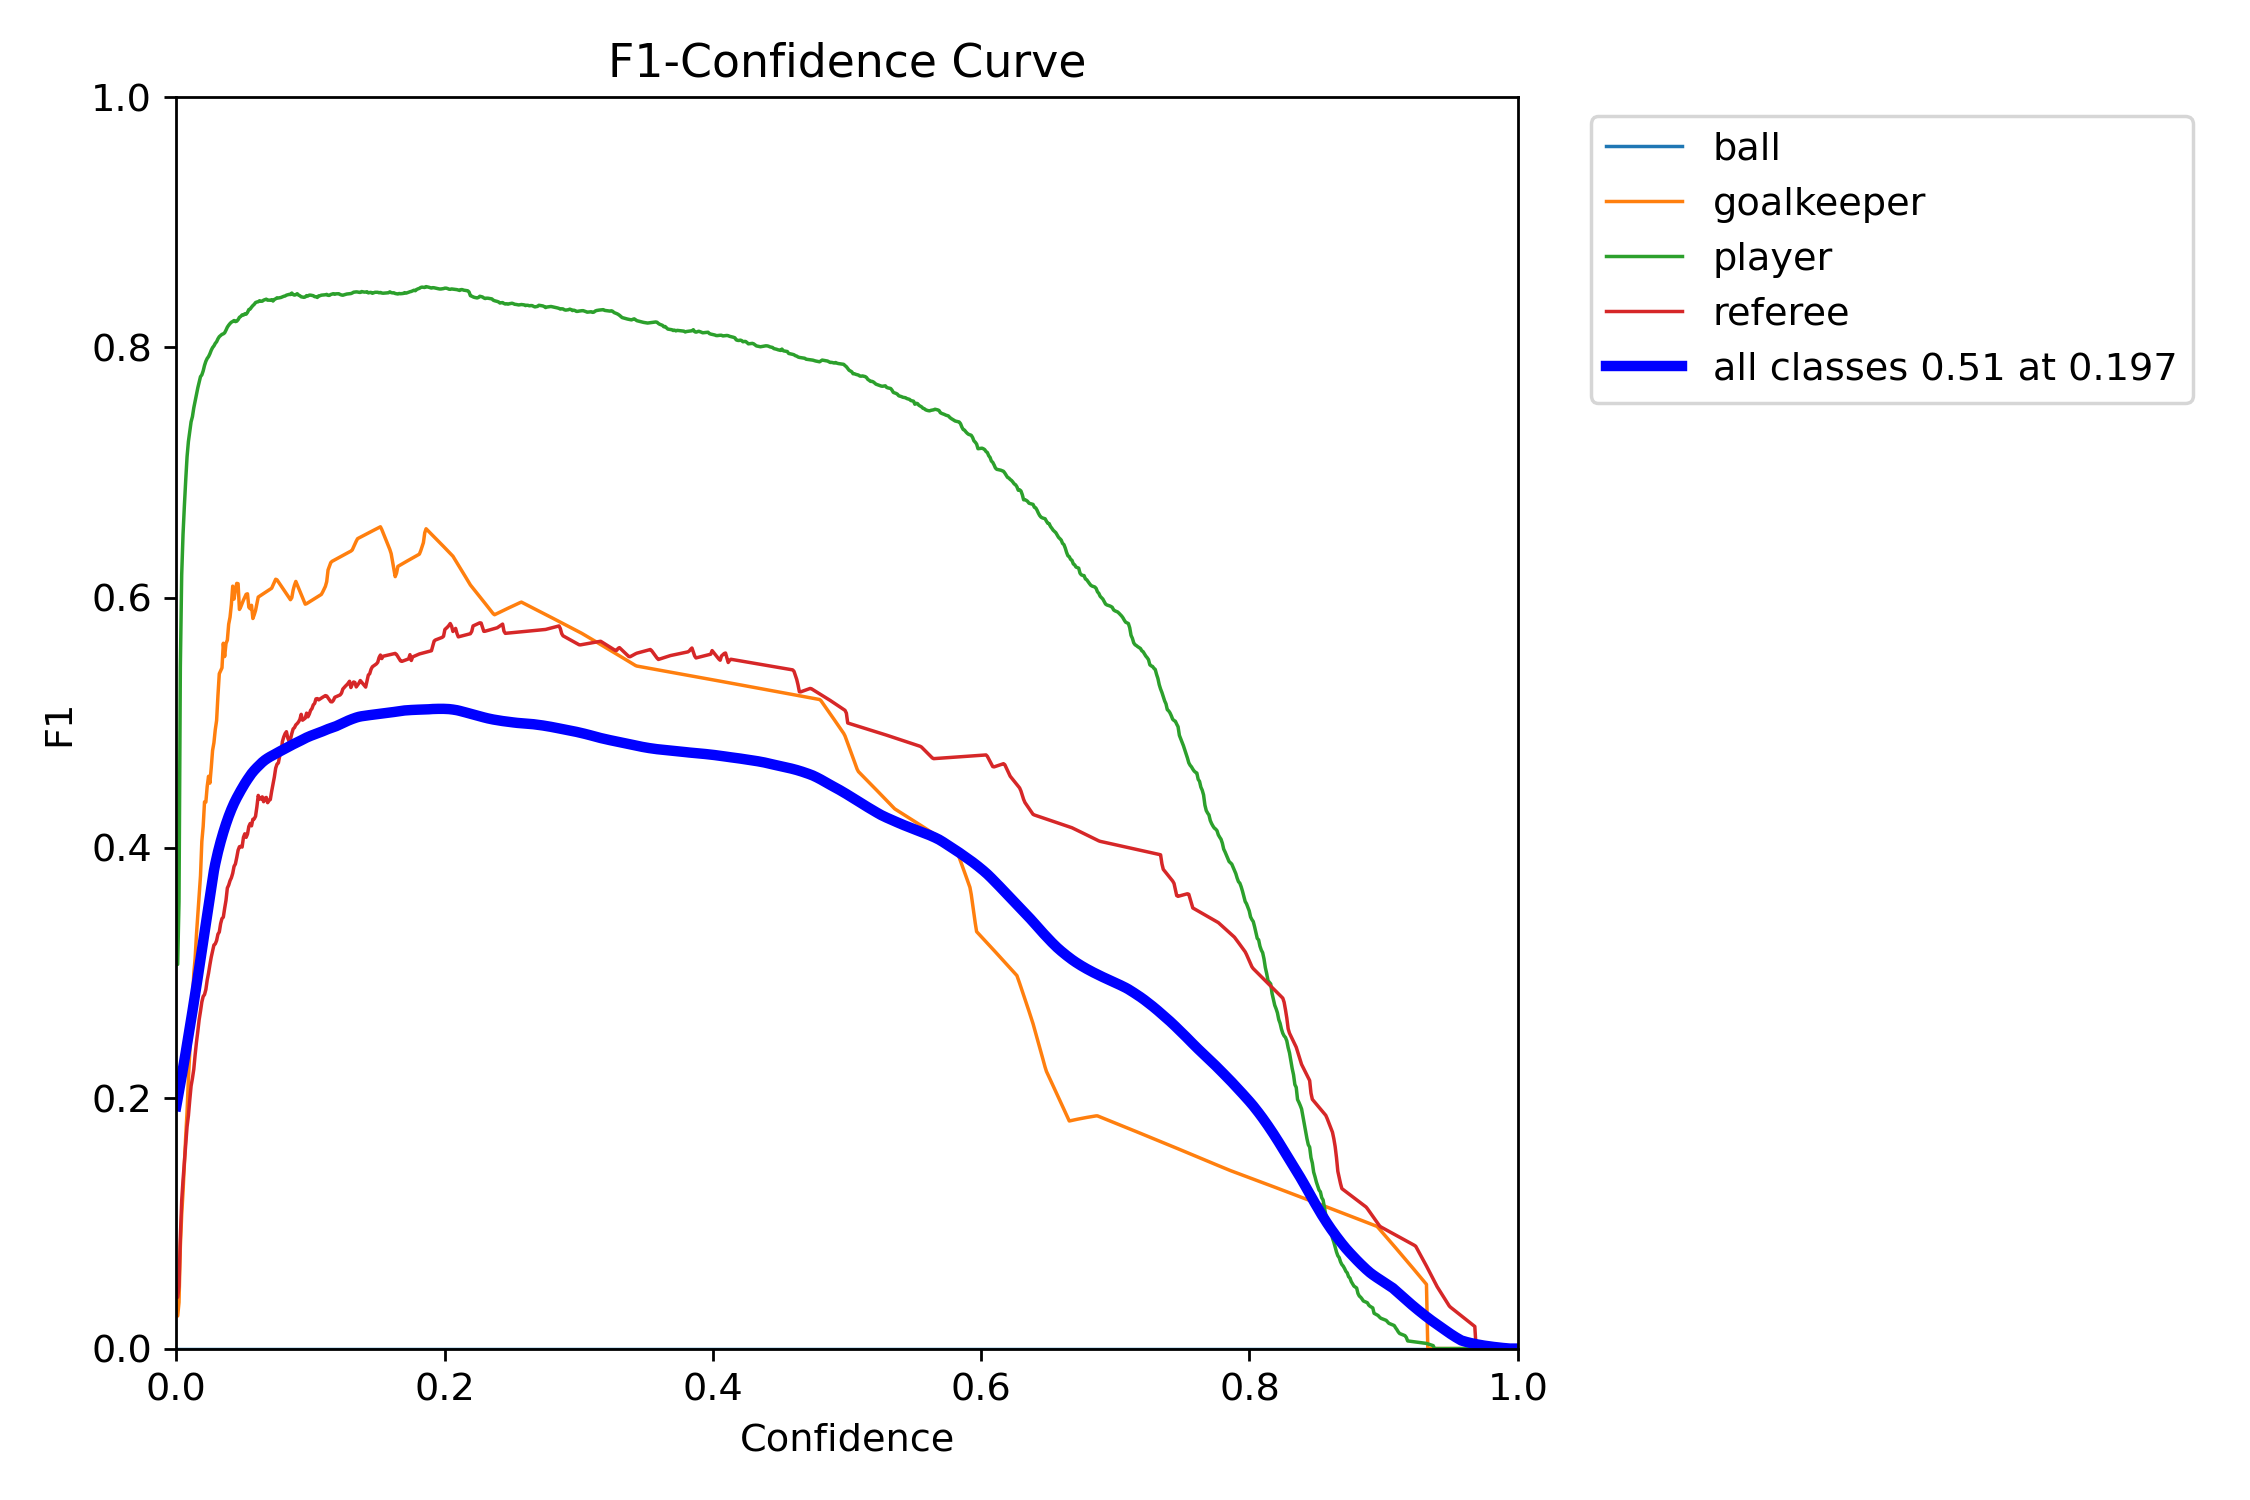 F1-Confidence Curve
1.0
0.8
0.6
0.4
0.2
0.0
F1
0.0 0.2 0.4 0.6 0.8 1.0
Confidence
ball
goalkeeper
player
referee
all classes 0.51 at 0.197